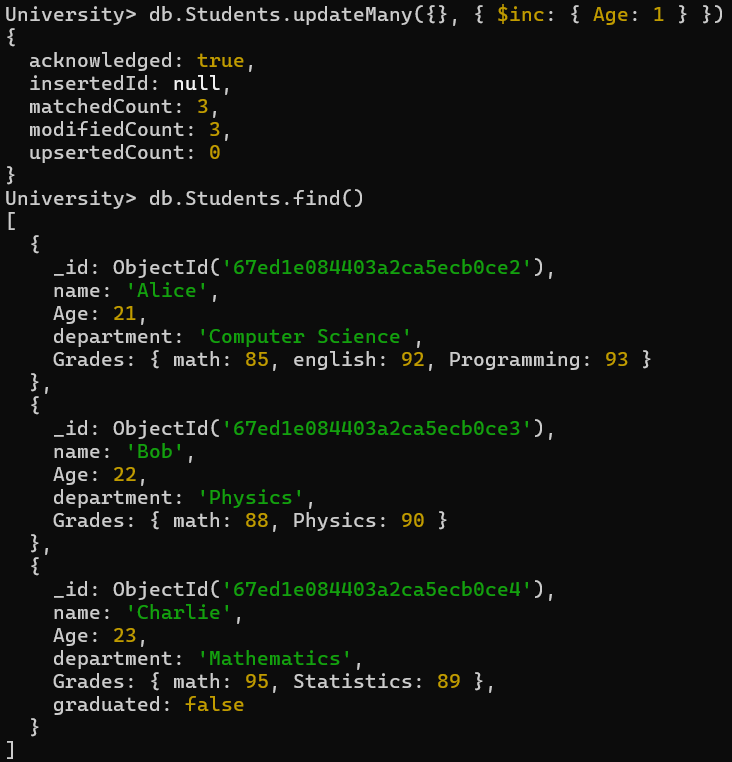 University> db.Students.updateMany({}, { $inc: { Age: 1 } })
{
  acknowledged: true,
  insertedId: null,
  matchedCount: 3,
  modifiedCount: 3,
  upsertedCount: 0
}
University> db.Students.find()
[
  {
    _id: ObjectId('67ed1e084403a2ca5ecb0ce2'),
    name: 'Alice',
    Age: 21,
    department: 'Computer Science',
    Grades: { math: 85, english: 92, Programming: 93 }
  },
  {
    _id: ObjectId('67ed1e084403a2ca5ecb0ce3'),
    name: 'Bob',
    Age: 22,
    department: 'Physics',
    Grades: { math: 88, Physics: 90 }
  },
  {
    _id: ObjectId('67ed1e084403a2ca5ecb0ce4'),
    name: 'Charlie',
    Age: 23,
    department: 'Mathematics',
    Grades: { math: 95, Statistics: 89 },
    graduated: false
  }
]